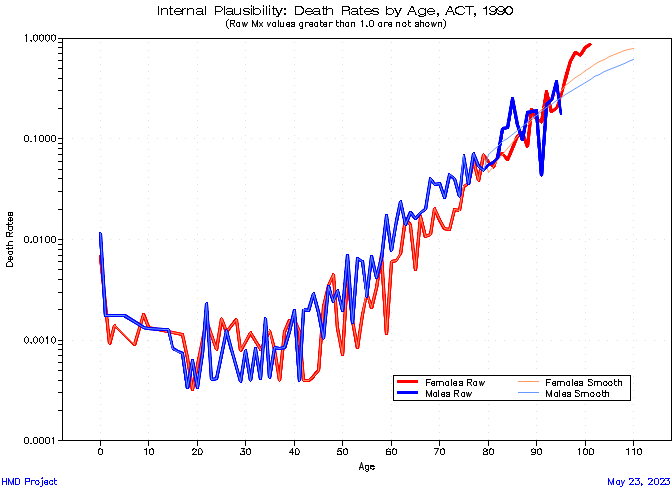 Internal Plausibility: Death Rates by Age, ACT, 1990
(Raw Mx values greater than 1.0 are not shown)
1.0000
0.1000
0.0100
0.0010
0.0001
Death Rates
0 10 20 30 40 50 60 70 80 90 100 110
Age
Females Raw Females Smooth
Males Raw Males Smooth
HMD Project May 23, 2023